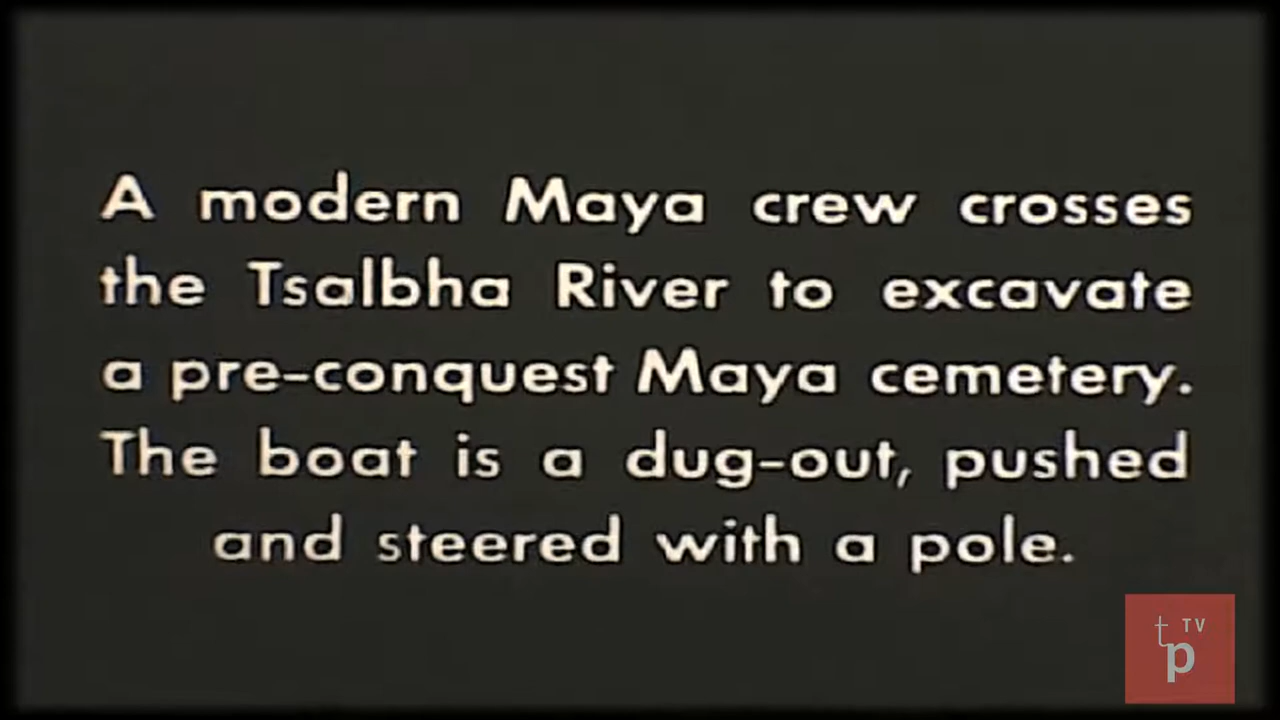 A modern Maya crew crosses
the Tsalbha River to excavate
a pre-conquest Maya cemetery.
The boat is a dug-out, pushed
and steered with a pole.
tp TV